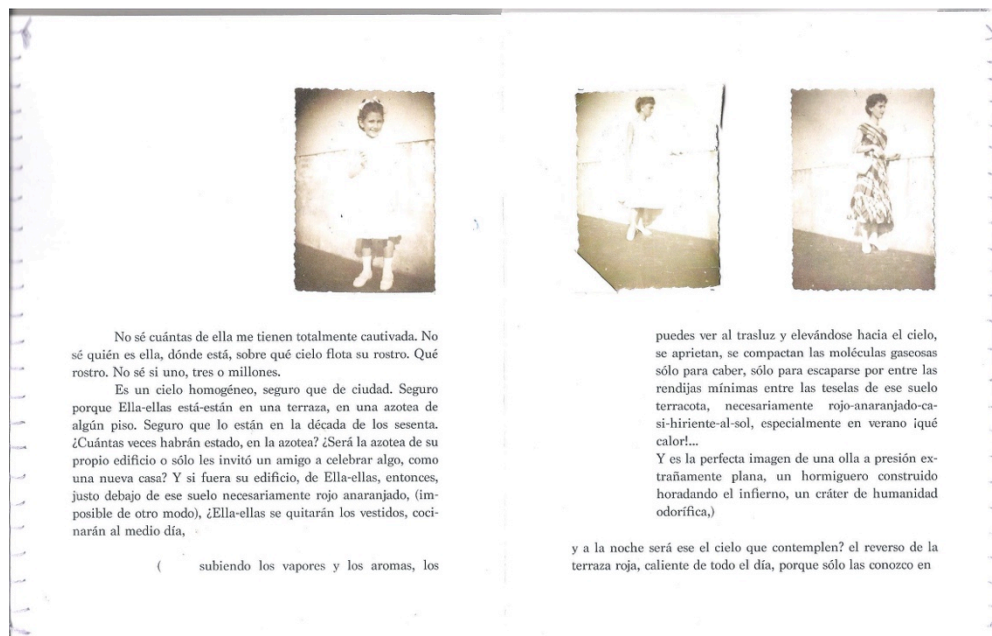 No sé cuántas de ella me tienen totalmente cautivada. No
sé quién es ella, dónde está, sobre qué cielo flota su rostro. Qué
rostro. No sé si uno, tres o millones.
Es un cielo homogéneo, seguro que de ciudad. Seguro
porque Ella-ellas está-están en una terraza, en una azotea de
algún piso. Seguro que lo están en la década de los sesenta.
¿Cuántas veces habrán estado, en la azotea? ¿Será la azotea de su
propio edificio o sólo les invitó un amigo a celebrar algo, como
una nueva casa? Y si fuera su edificio, de Ella-ellas, entonces,
justo debajo de ese suelo necesariamente rojo anaranjado, (im-
posible de otro modo), ¿Ella-ellas se quitarán los vestidos, coci-
narán al medio día,
( subiendo los vapores y los aromas, los
puedes ver al trasluz y elevándose hacia el cielo,
se aprietan, se compactan las moléculas gaseosas
sólo para caber, sólo para escaparse por entre las
rendijas mínimas entre las teselas de ese suelo
terracota, necesariamente rojo-anaranjado-ca-
si-hiriente-al-sol, especialmente en verano ¡qué
calor!...
Y es la perfecta imagen de una olla a presión ex-
trañamente plana, un hormiguero construido
horadando el infierno, un cráter de humanidad
odorífica,)
y a la noche será ese el cielo que contemplen? el reverso de la
terraza roja, caliente de todo el día, porque sólo las conozco en